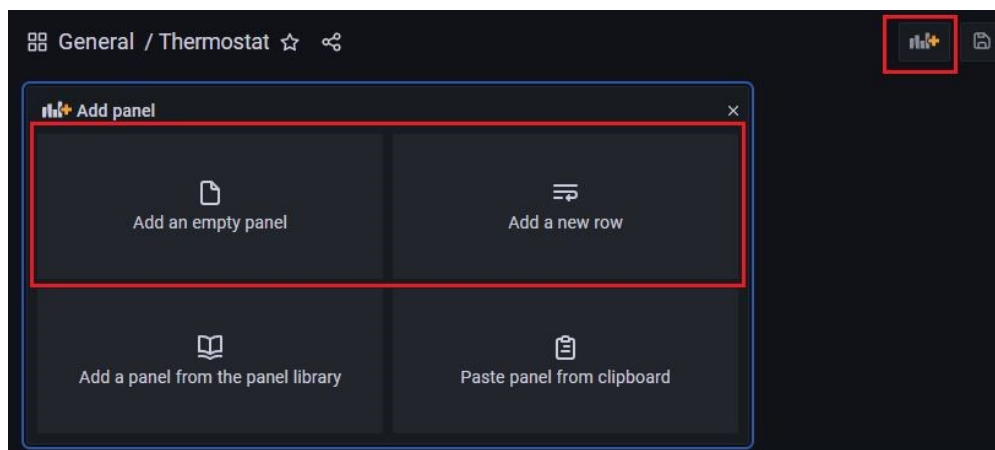 General / Thermostat
Add panel
Add an empty panel
Add a new row
Add a panel from the panel library
Paste panel from clipboard